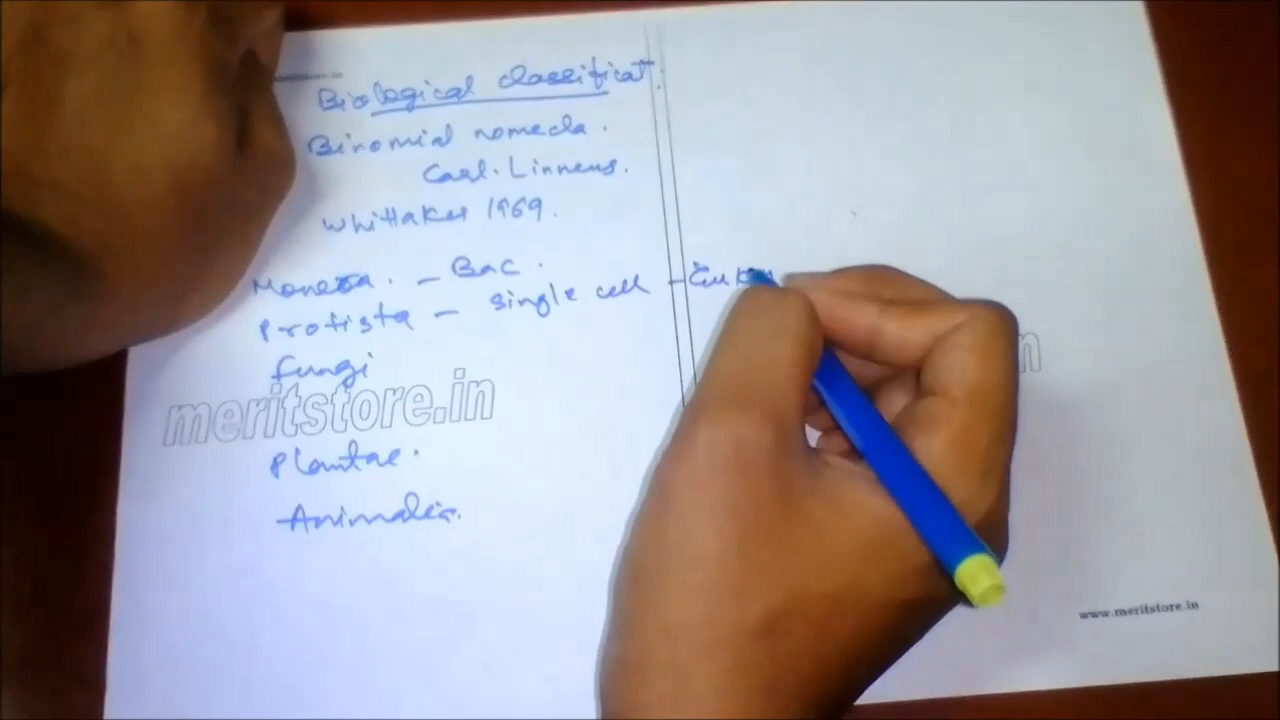 Biological classificat.
Binomial nomecla.
Carl. Linneus.
Whittaker 1969.
Monera. - Bac.
Protista - single cell - Euk
Fungi
meritstore.in
Plantae.
Animalia.
www.meritstore.in